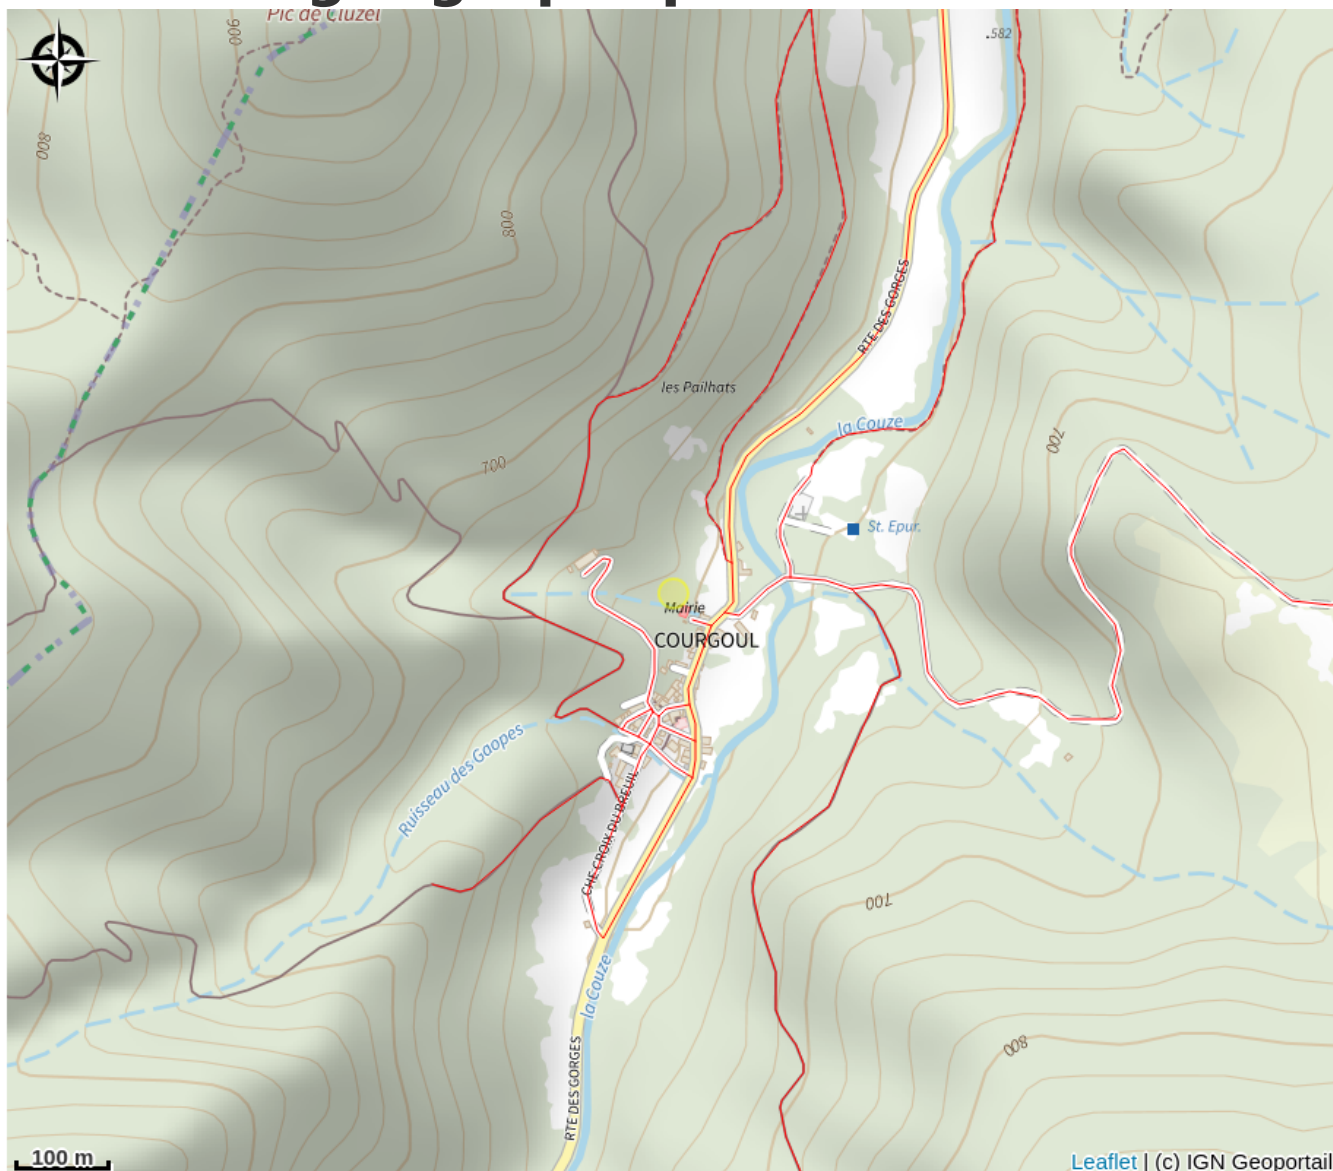 Pic de Cluzel
900
.582
800
800
RTE DES GORGES
les Pailhats
la Couze
700
700
St. Epur.
Mairie
COURGOUL
Ruisseau des Gaopes
CHE CROIX DU BREUIL
700
la Couze
800
RTE DES GORGES
100 m
Leaflet | (c) IGN Geoportail